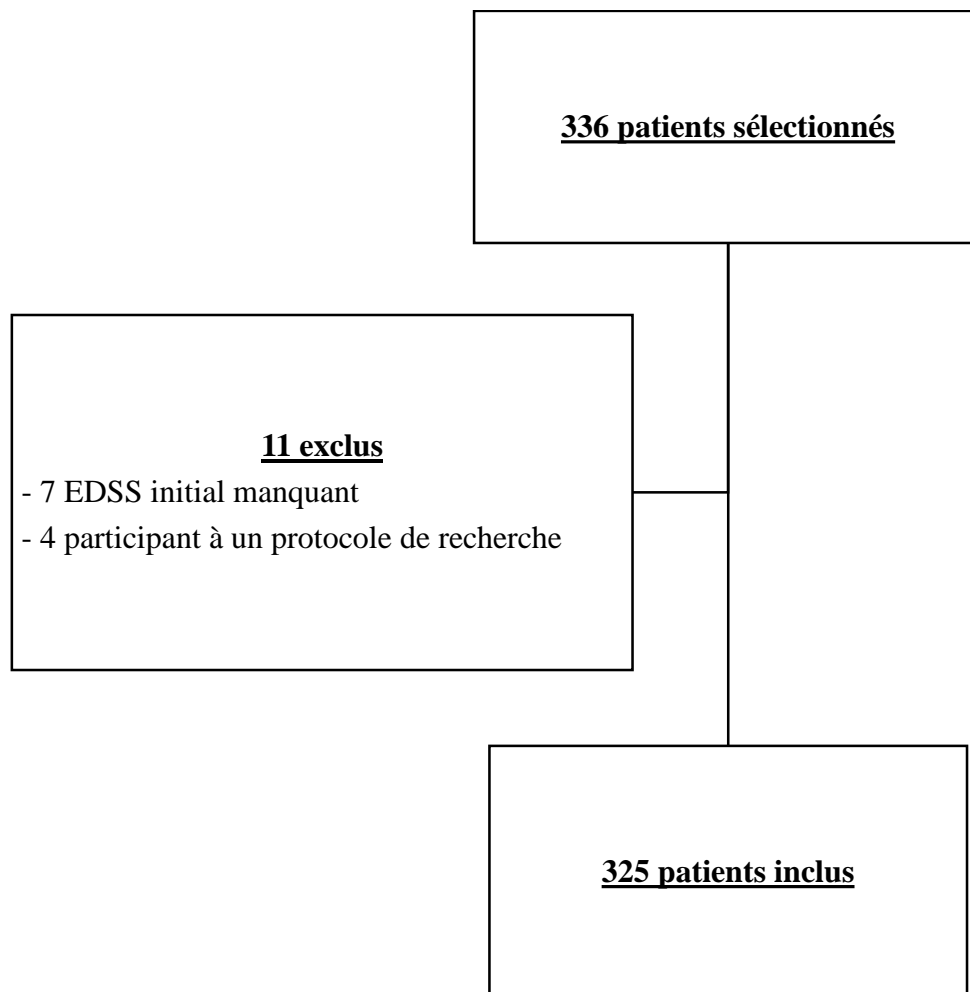 336 patients sélectionnés
11 exclus
- 7 EDSS initial manquant
- 4 participant à un protocole de recherche
325 patients inclus